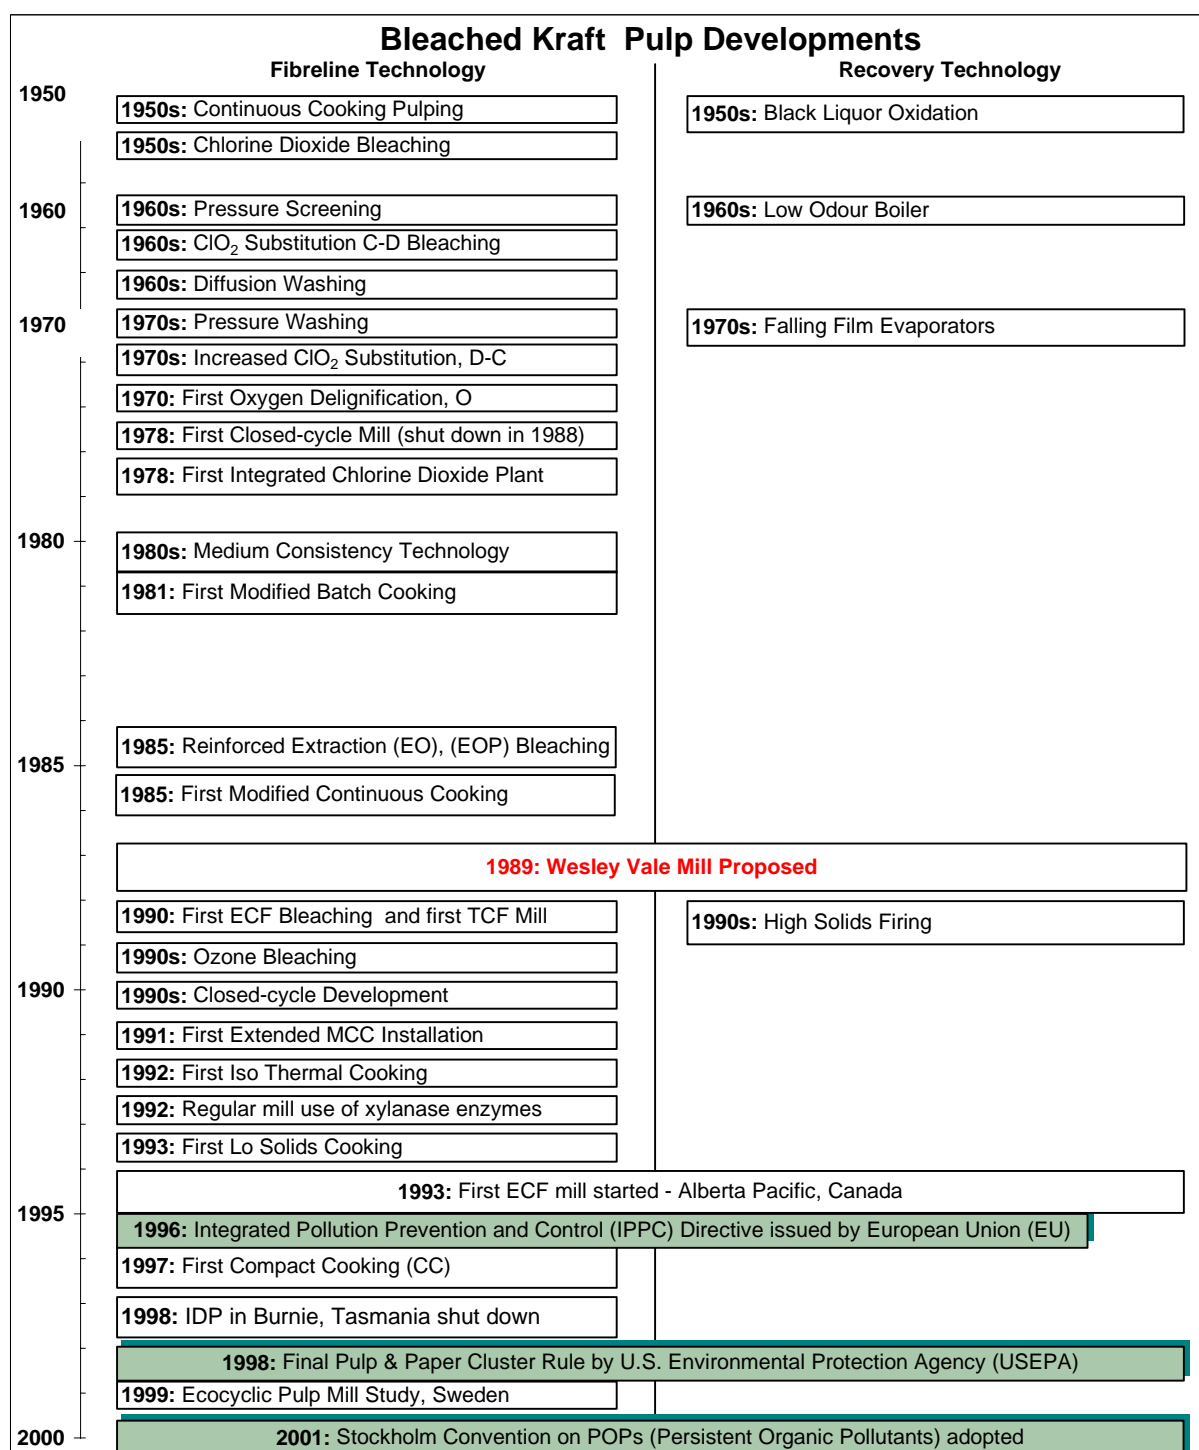 Bleached Kraft Pulp Developments
Fibreline Technology
Recovery Technology
1950
1950s: Continuous Cooking Pulping
1950s: Black Liquor Oxidation
1950s: Chlorine Dioxide Bleaching
1960
1960s: Pressure Screening
1960s: Low Odour Boiler
1960s: ClO2 Substitution C-D Bleaching
1960s: Diffusion Washing
1970
1970s: Pressure Washing
1970s: Falling Film Evaporators
1970s: Increased ClO2 Substitution, D-C
1970: First Oxygen Delignification, O
1978: First Closed-cycle Mill (shut down in 1988)
1978: First Integrated Chlorine Dioxide Plant
1980
1980s: Medium Consistency Technology
1981: First Modified Batch Cooking
1985: Reinforced Extraction (EO), (EOP) Bleaching
1985
1985: First Modified Continuous Cooking
1989: Wesley Vale Mill Proposed
1990: First ECF Bleaching and first TCF Mill
1990s: High Solids Firing
1990s: Ozone Bleaching
1990
1990s: Closed-cycle Development
1991: First Extended MCC Installation
1992: First Iso Thermal Cooking
1992: Regular mill use of xylanase enzymes
1993: First Lo Solids Cooking
1993: First ECF mill started - Alberta Pacific, Canada
1995
1996: Integrated Pollution Prevention and Control (IPPC) Directive issued by European Union (EU)
1997: First Compact Cooking (CC)
1998: IDP in Burnie, Tasmania shut down
1998: Final Pulp & Paper Cluster Rule by U.S. Environmental Protection Agency (USEPA)
1999: Ecocyclic Pulp Mill Study, Sweden
2000
2001: Stockholm Convention on POPs (Persistent Organic Pollutants) adopted